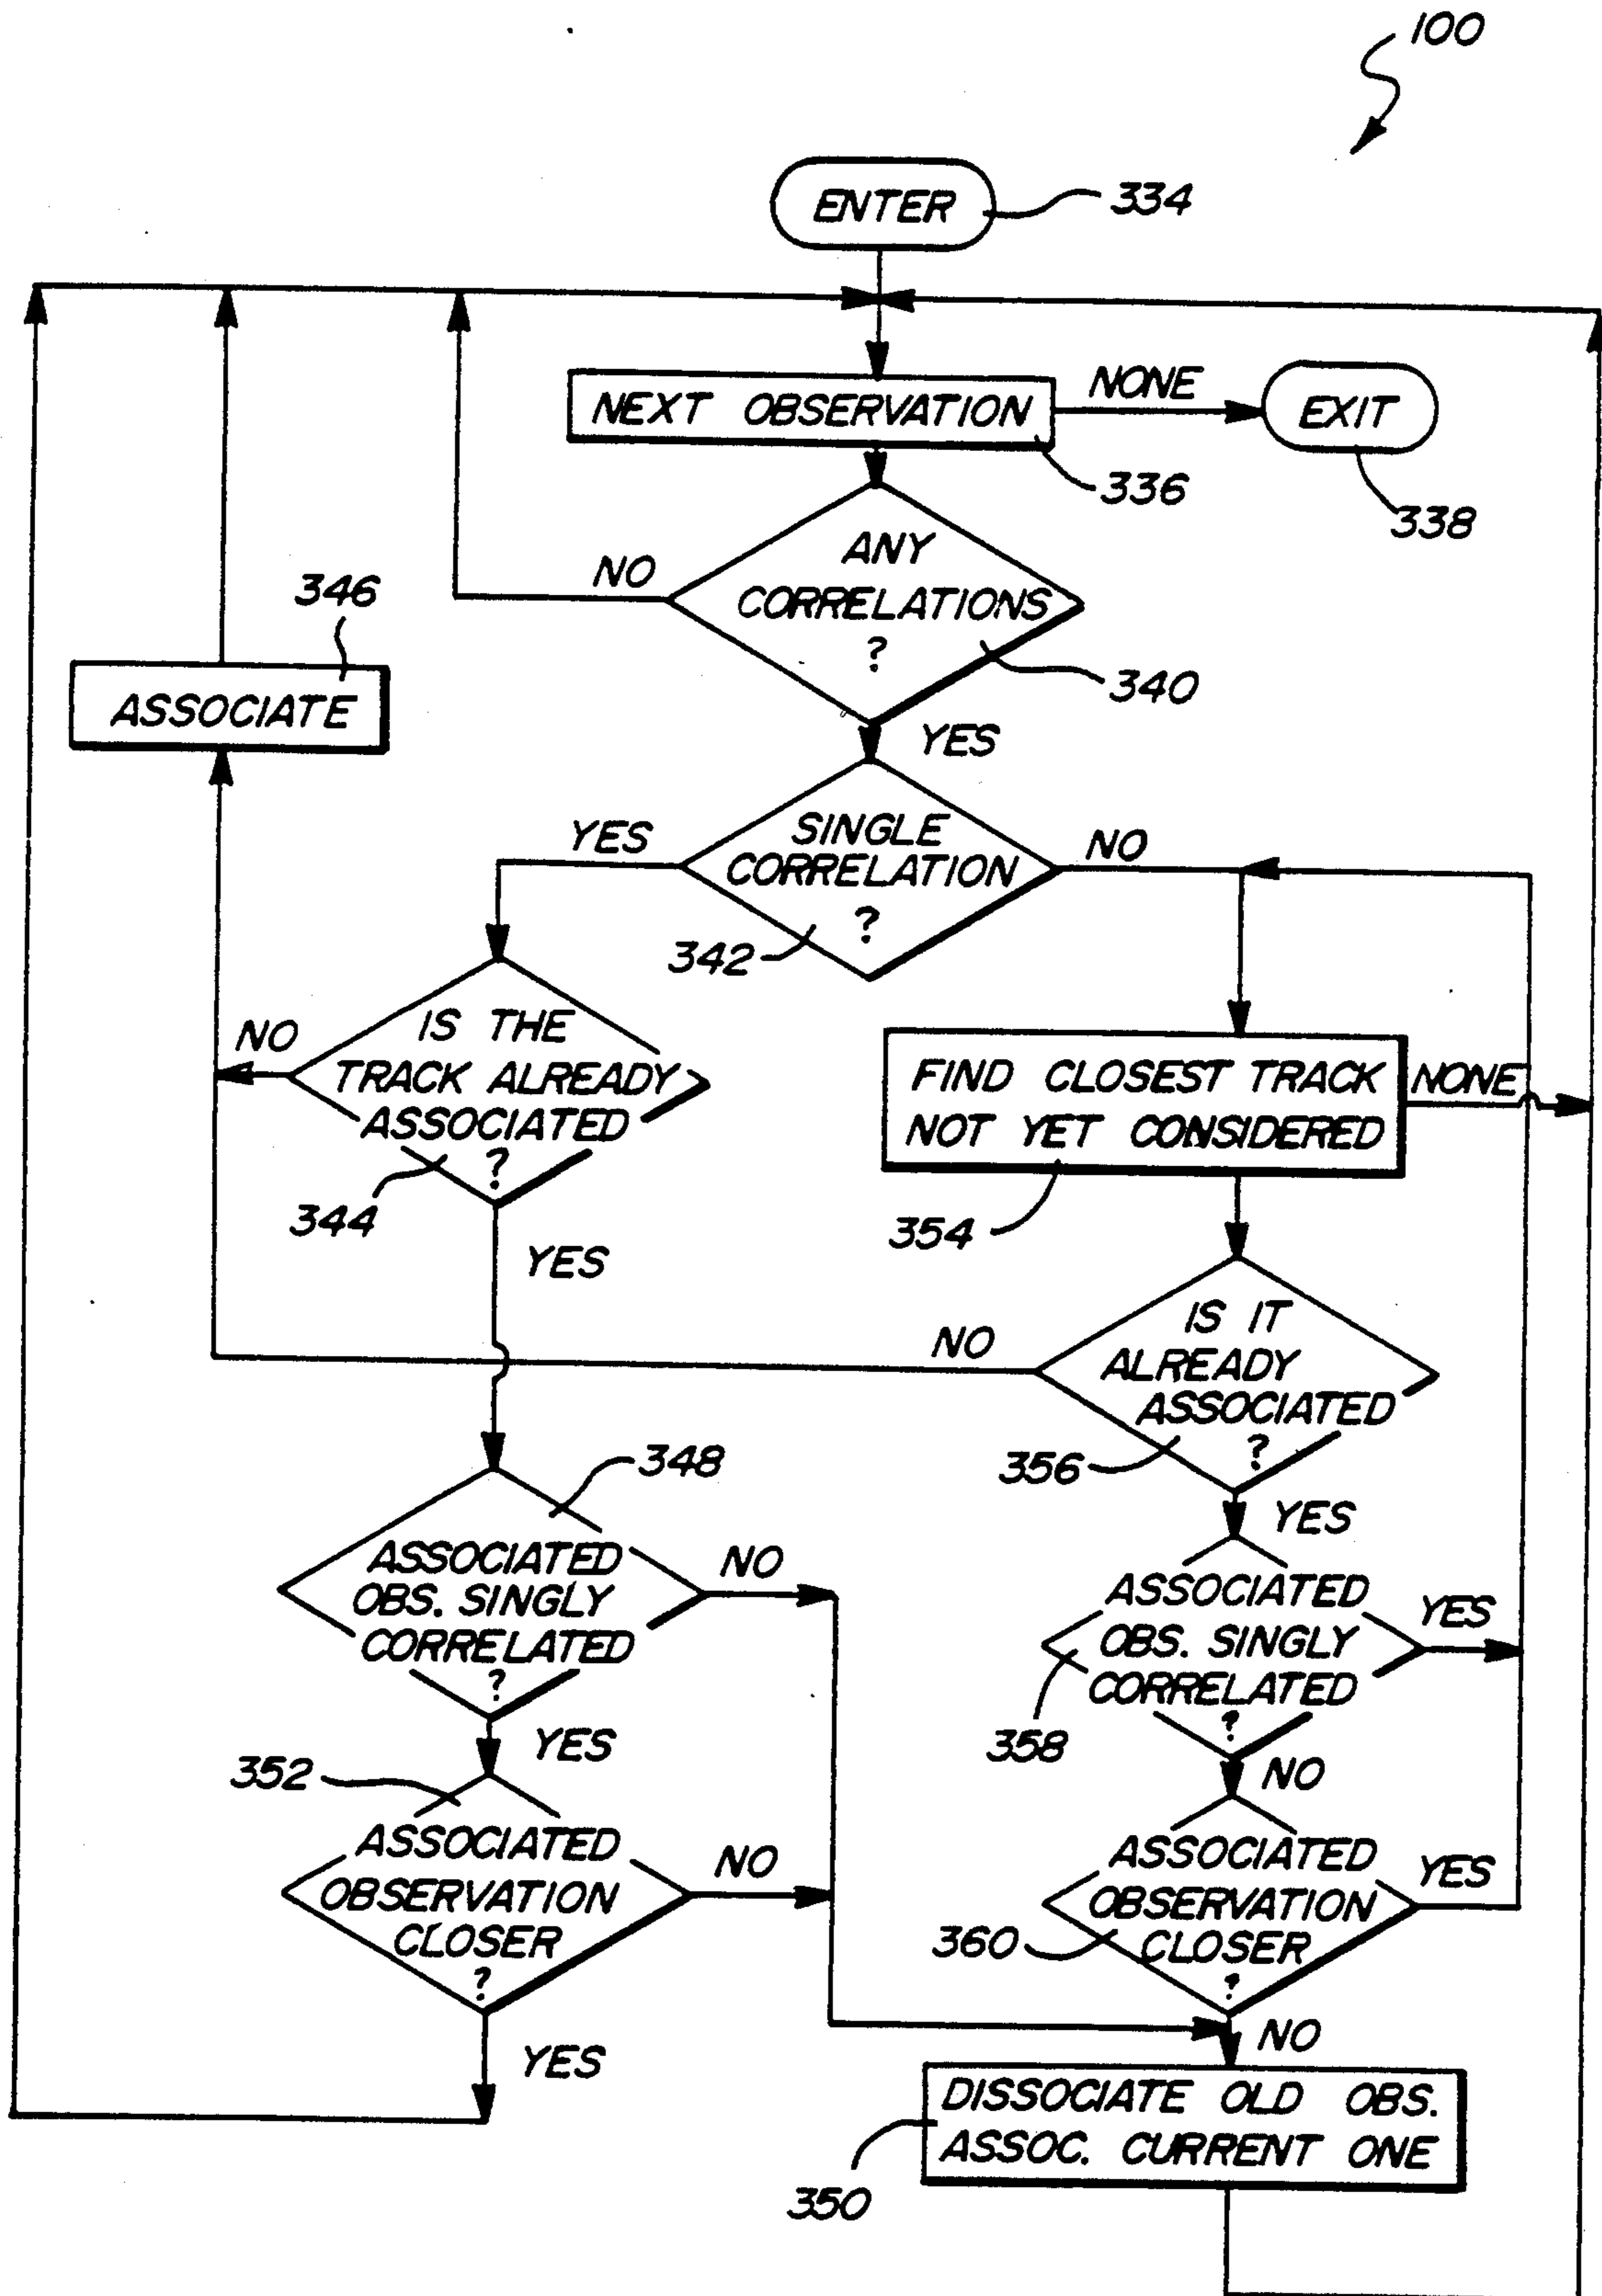 100
ENTER
334
NEXT OBSERVATION
NONE
EXIT
336
338
ANY
CORRELATIONS
?
NO
340
346
ASSOCIATE
YES
SINGLE
CORRELATION
?
YES
NO
342
IS THE
TRACK ALREADY
ASSOCIATED
?
NO
344
YES
FIND CLOSEST TRACK
NOT YET CONSIDERED
NONE
354
IS IT
ALREADY
ASSOCIATED
?
NO
356
YES
348
ASSOCIATED
OBS. SINGLY
CORRELATED
?
NO
YES
ASSOCIATED
OBS. SINGLY
CORRELATED
?
YES
358
NO
352
ASSOCIATED
OBSERVATION
CLOSER
?
NO
YES
ASSOCIATED
OBSERVATION
CLOSER
?
YES
360
NO
DISSOCIATE OLD OBS.
ASSOC. CURRENT ONE
350